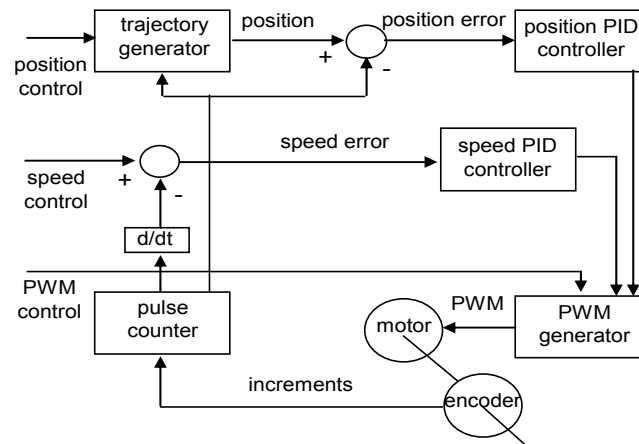 trajectory
generator
position
position error
position PID
controller
+
-
position
control
speed error
speed PID
controller
+
-
speed
control
d/dt
PWM
control
pulse
counter
motor
PWM
PWM
generator
increments
encoder